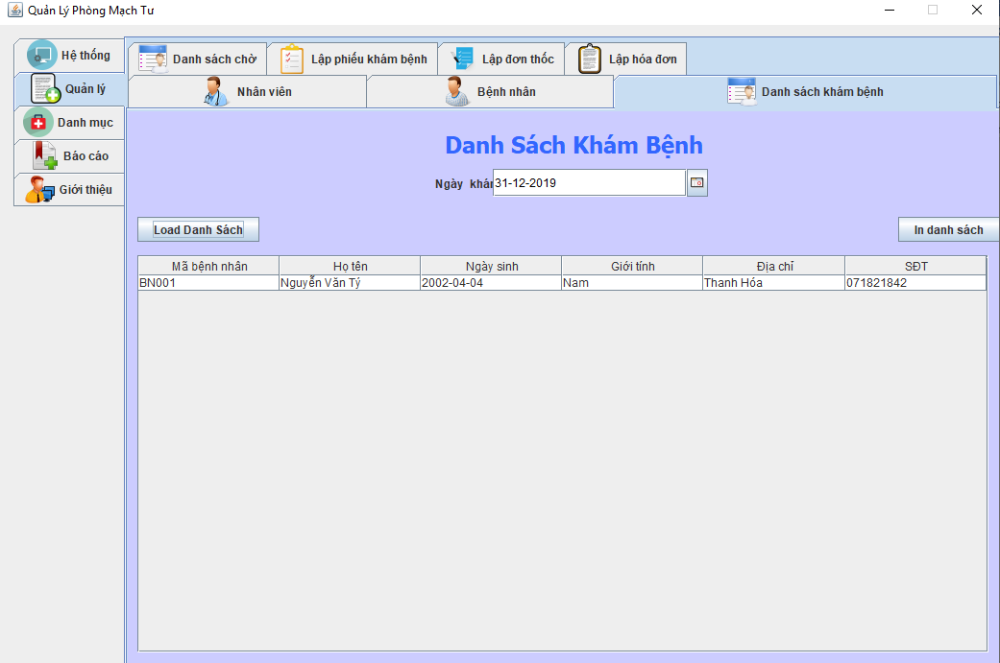 Quản Lý Phòng Mạch Tư
Hệ thống
Quản lý
Danh mục
Báo cáo
Giới thiệu
Danh sách chờ
Lập phiếu khám bệnh
Lập đơn thốc
Lập hóa đơn
Nhân viên
Bệnh nhân
Danh sách khám bệnh
Danh Sách Khám Bệnh
Ngày khám 31-12-2019
Load Danh Sách
In danh sách
Mã bệnh nhân Họ tên Ngày sinh Giới tính Địa chỉ SĐT
BN001 Nguyễn Văn Tý 2002-04-04 Nam Thanh Hóa 071821842